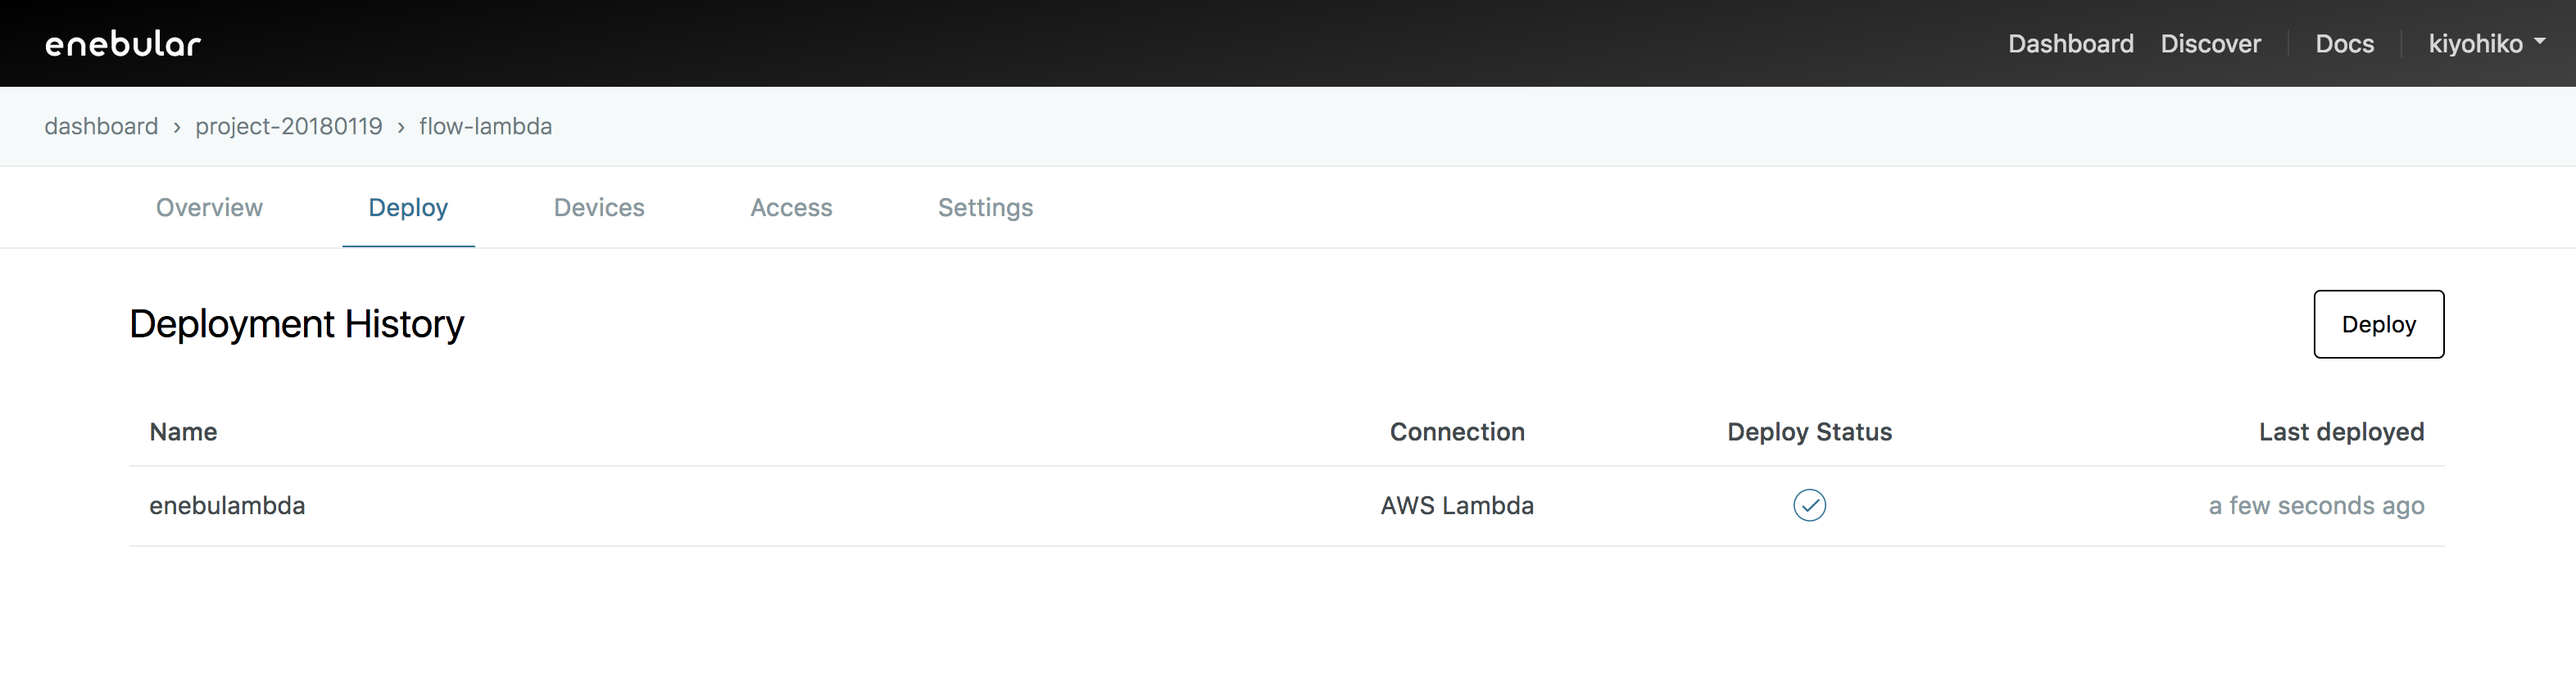 enebular Dashboard Discover Docs kiyohiko
dashboard › project-20180119 › flow-lambda
Overview Deploy Devices Access Settings
Deployment History Deploy
Name Connection Deploy Status Last deployed
enebulambda AWS Lambda a few seconds ago